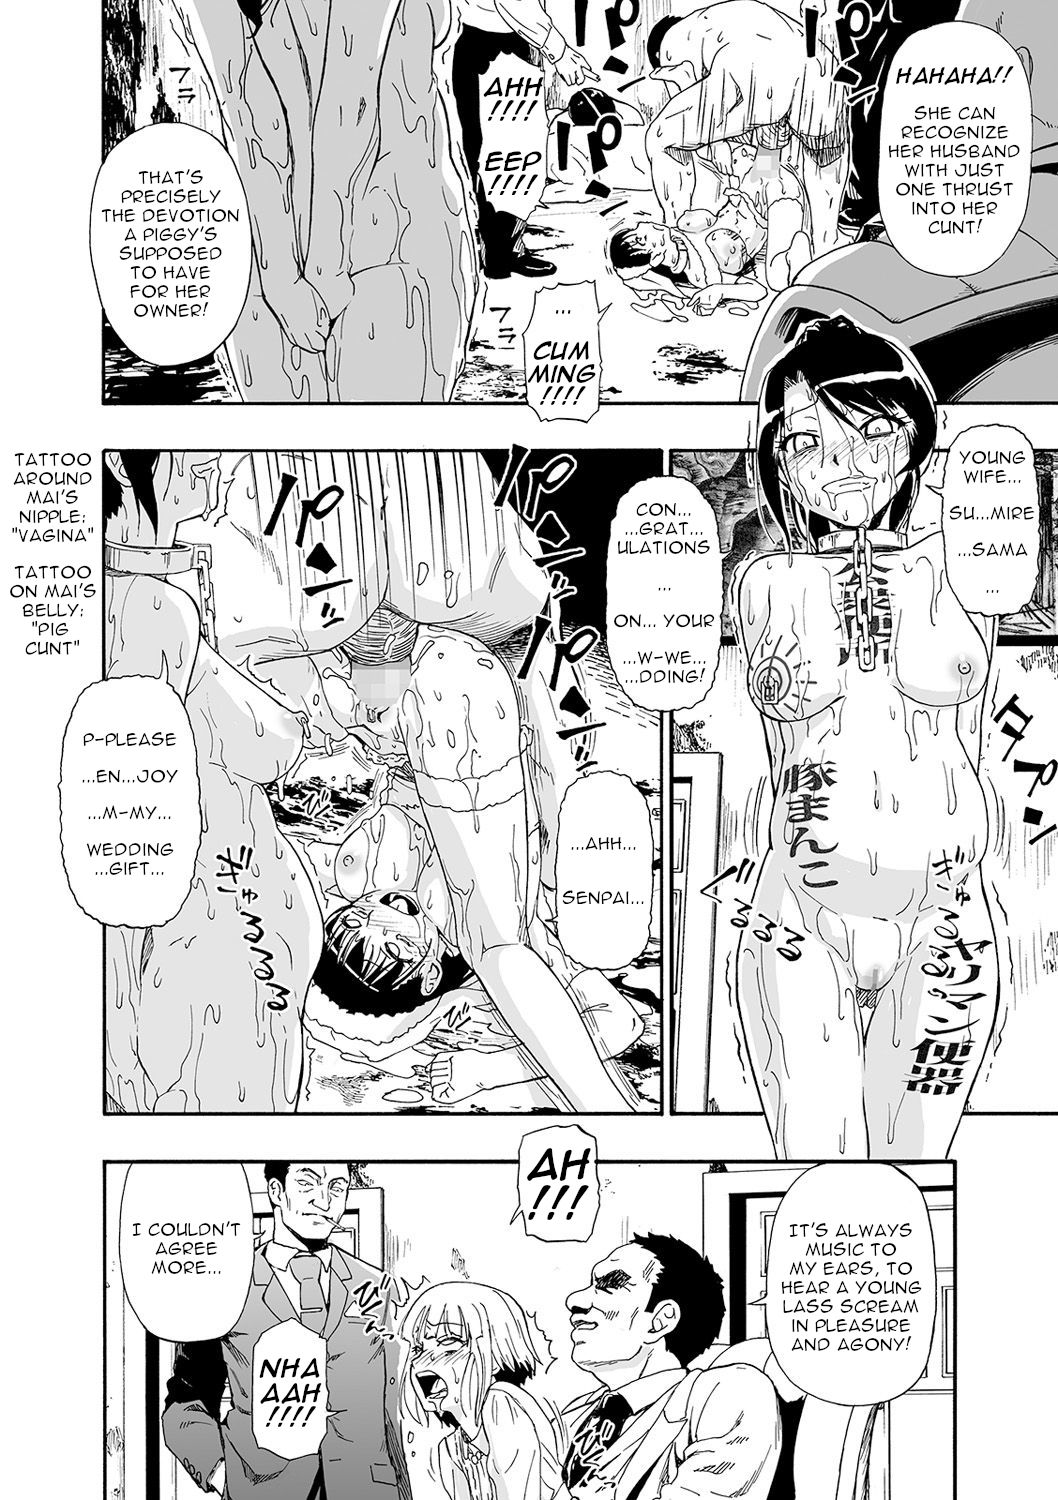 HAHAHA!!
SHE CAN
RECOGNIZE
HER HUSBAND
WITH JUST
ONE THRUST
INTO HER
CUNT!
AHH
!!!!
EEP
!!!!
...
CUM
MING
!!!!
THAT'S
PRECISELY
THE DEVOTION
A PIGGY'S
SUPPOSED
TO HAVE
FOR HER
OWNER!
YOUNG
WIFE...
SU...MIRE
...SAMA
...
CON...
...GRAT...
ULATIONS
...
ON... YOUR
...W-WE...
...DDING!
豚まんこ
ヤリマン便器
ぐるるる
TATTOO
AROUND
MAI'S
NIPPLE:
"VAGINA"
TATTOO
ON MAI'S
BELLY:
"PIG
CUNT"
...AHH...
SENPAI...
P-PLEASE
...EN...JOY
...M-MY...
WEDDING
...GIFT...
AH
!!!
IT'S ALWAYS
MUSIC TO
MY EARS, TO
HEAR A YOUNG
LASS SCREAM
IN PLEASURE
AND AGONY!
I COULDN'T
AGREE
MORE...
NHA
AAH
!!!!